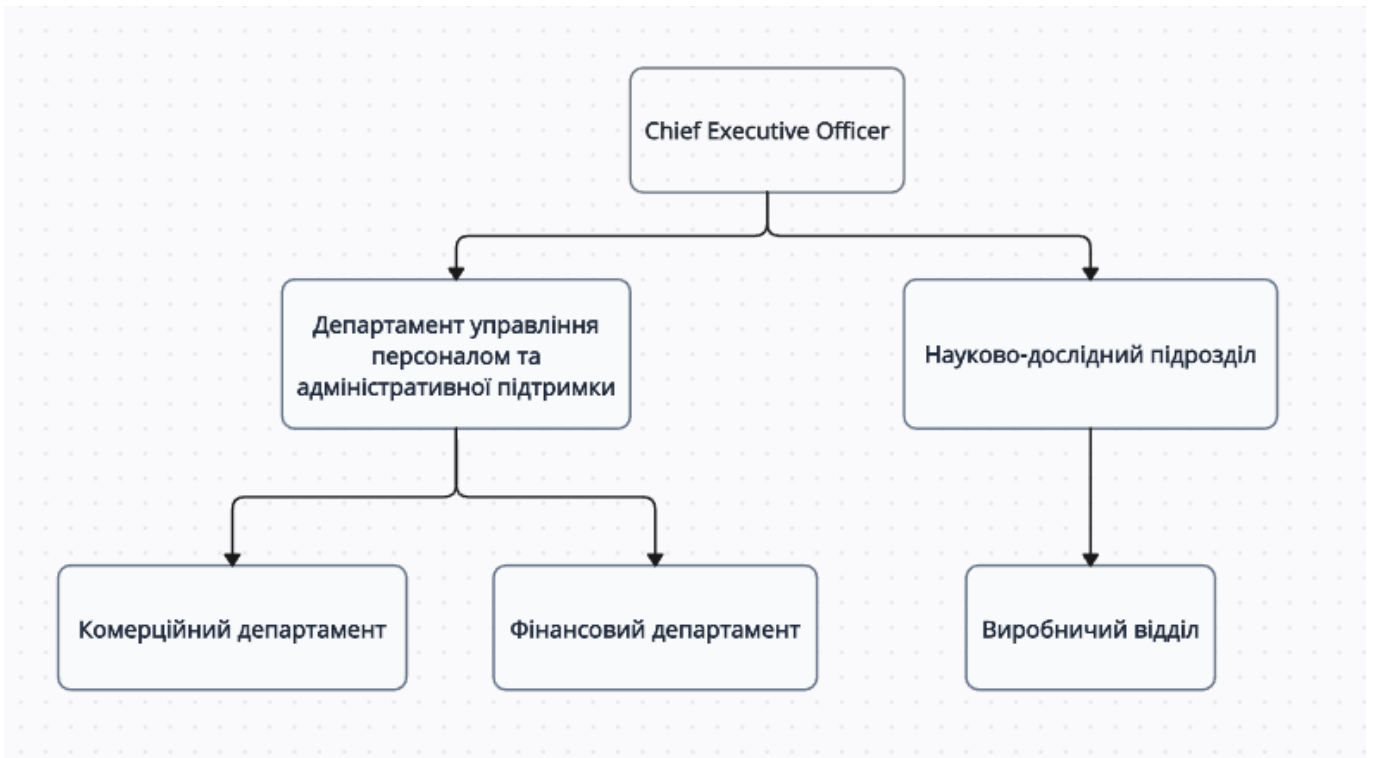 Chief Executive Officer
Департамент управління
персоналом та
адміністративної підтримки
Науково-дослідний підрозділ
Комерційний департамент
Фінансовий департамент
Виробничий відділ